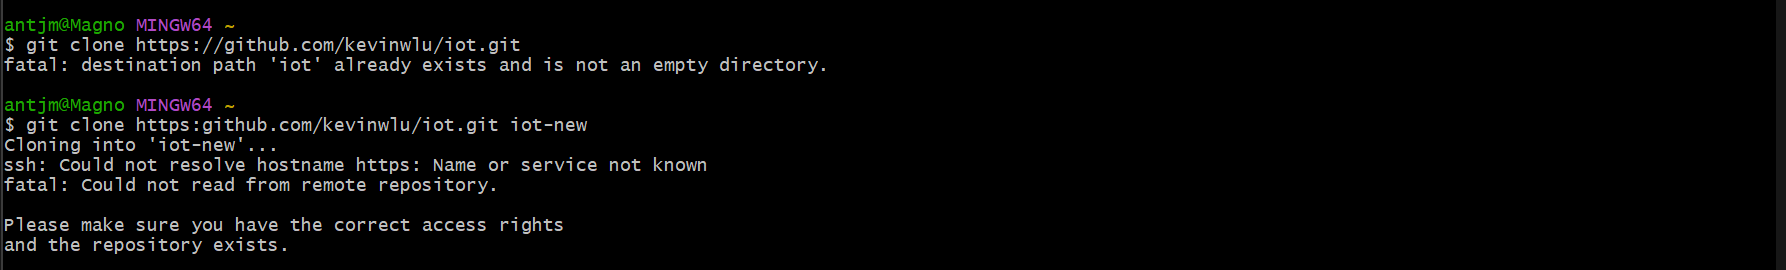 antjm@Magno MINGW64 ~
$ git clone https://github.com/kevinwlu/iot.git
fatal: destination path 'iot' already exists and is not an empty directory.
antjm@Magno MINGW64 ~
$ git clone https:github.com/kevinwlu/iot.git iot-new
Cloning into 'iot-new'...
ssh: Could not resolve hostname https: Name or service not known
fatal: Could not read from remote repository.
Please make sure you have the correct access rights
and the repository exists.